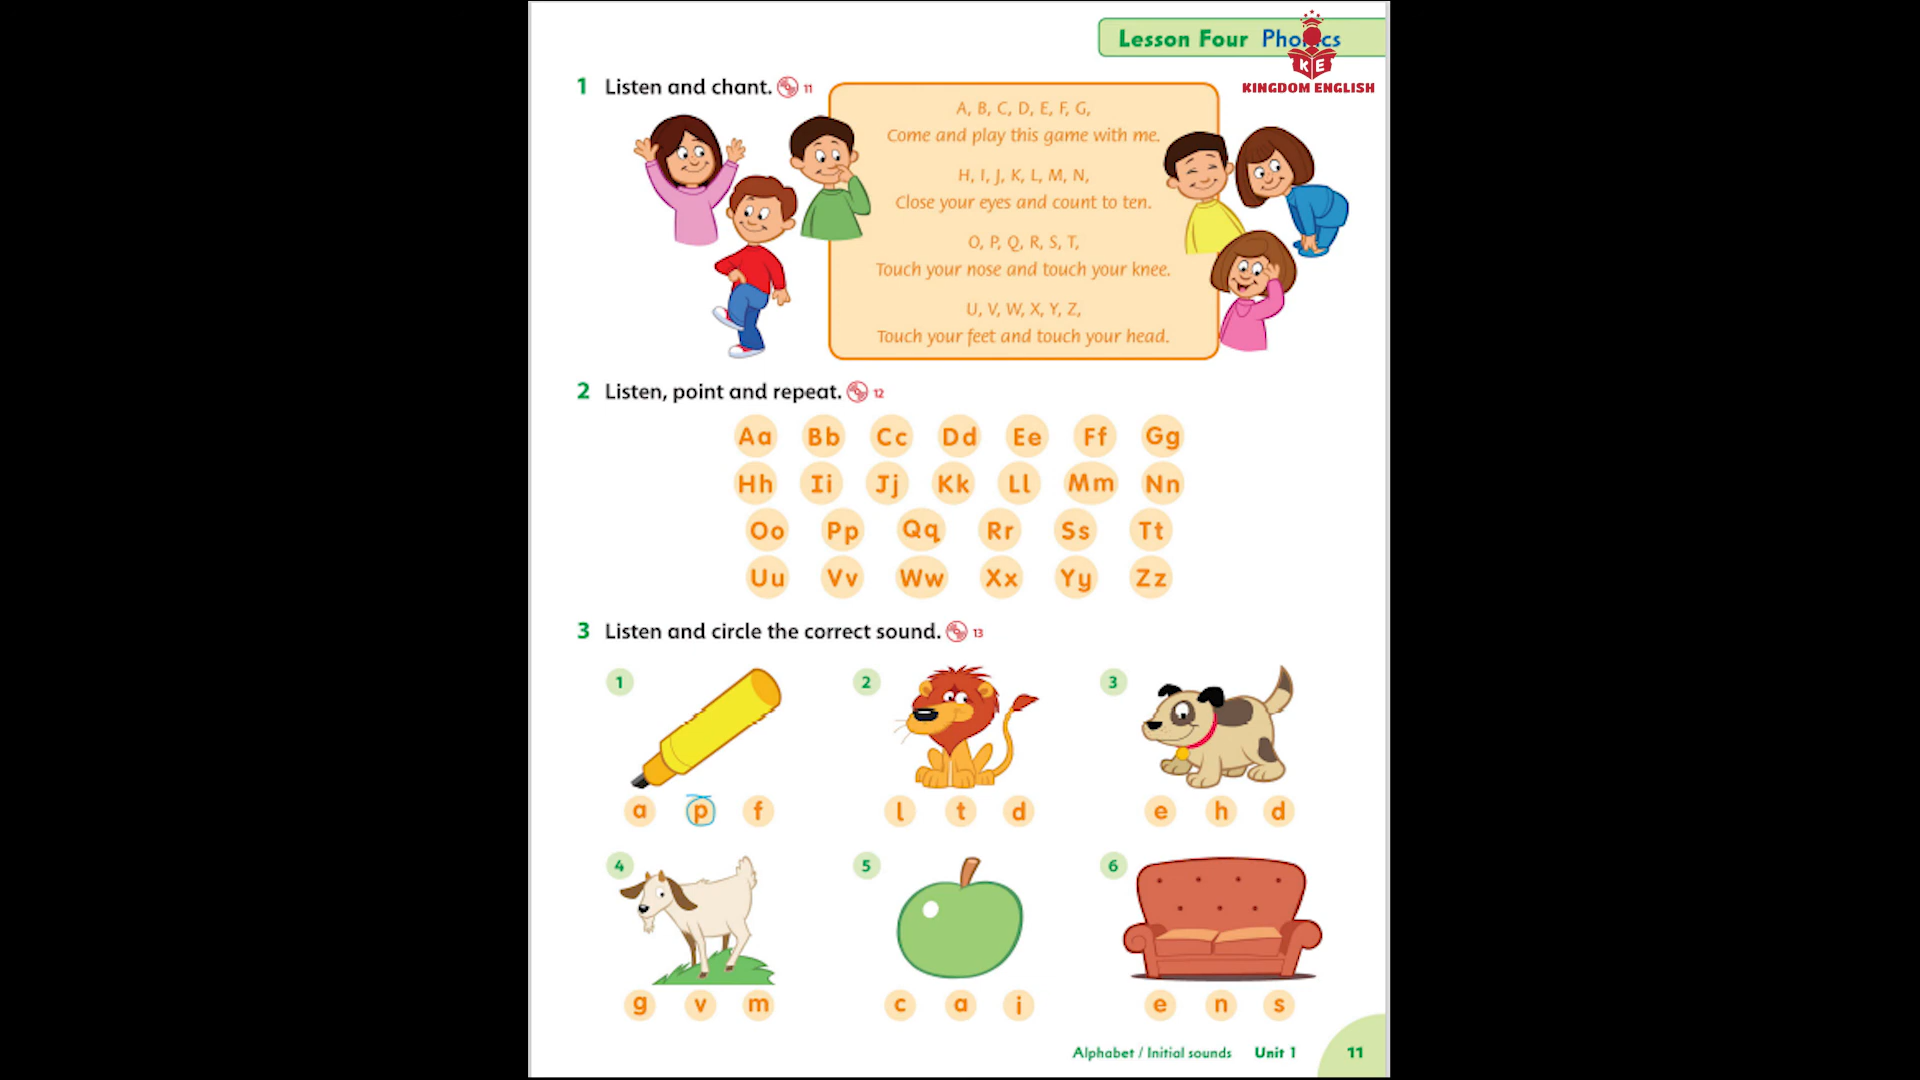 Lesson Four Phonics
KE
KINGDOM ENGLISH
1 Listen and chant. 11
A, B, C, D, E, F, G,
Come and play this game with me.
H, I, J, K, L, M, N,
Close your eyes and count to ten.
O, P, Q, R, S, T,
Touch your nose and touch your knee.
U, V, W, X, Y, Z,
Touch your feet and touch your head.
2 Listen, point and repeat. 12
Aa Bb Cc Dd Ee Ff Gg
Hh Ii Jj Kk Ll Mm Nn
Oo Pp Qq Rr Ss Tt
Uu Vv Ww Xx Yy Zz
3 Listen and circle the correct sound. 13
1 2 3
a p f l t d e h d
4 5 6
g v m c a i e n s
Alphabet / Initial sounds Unit 1 11